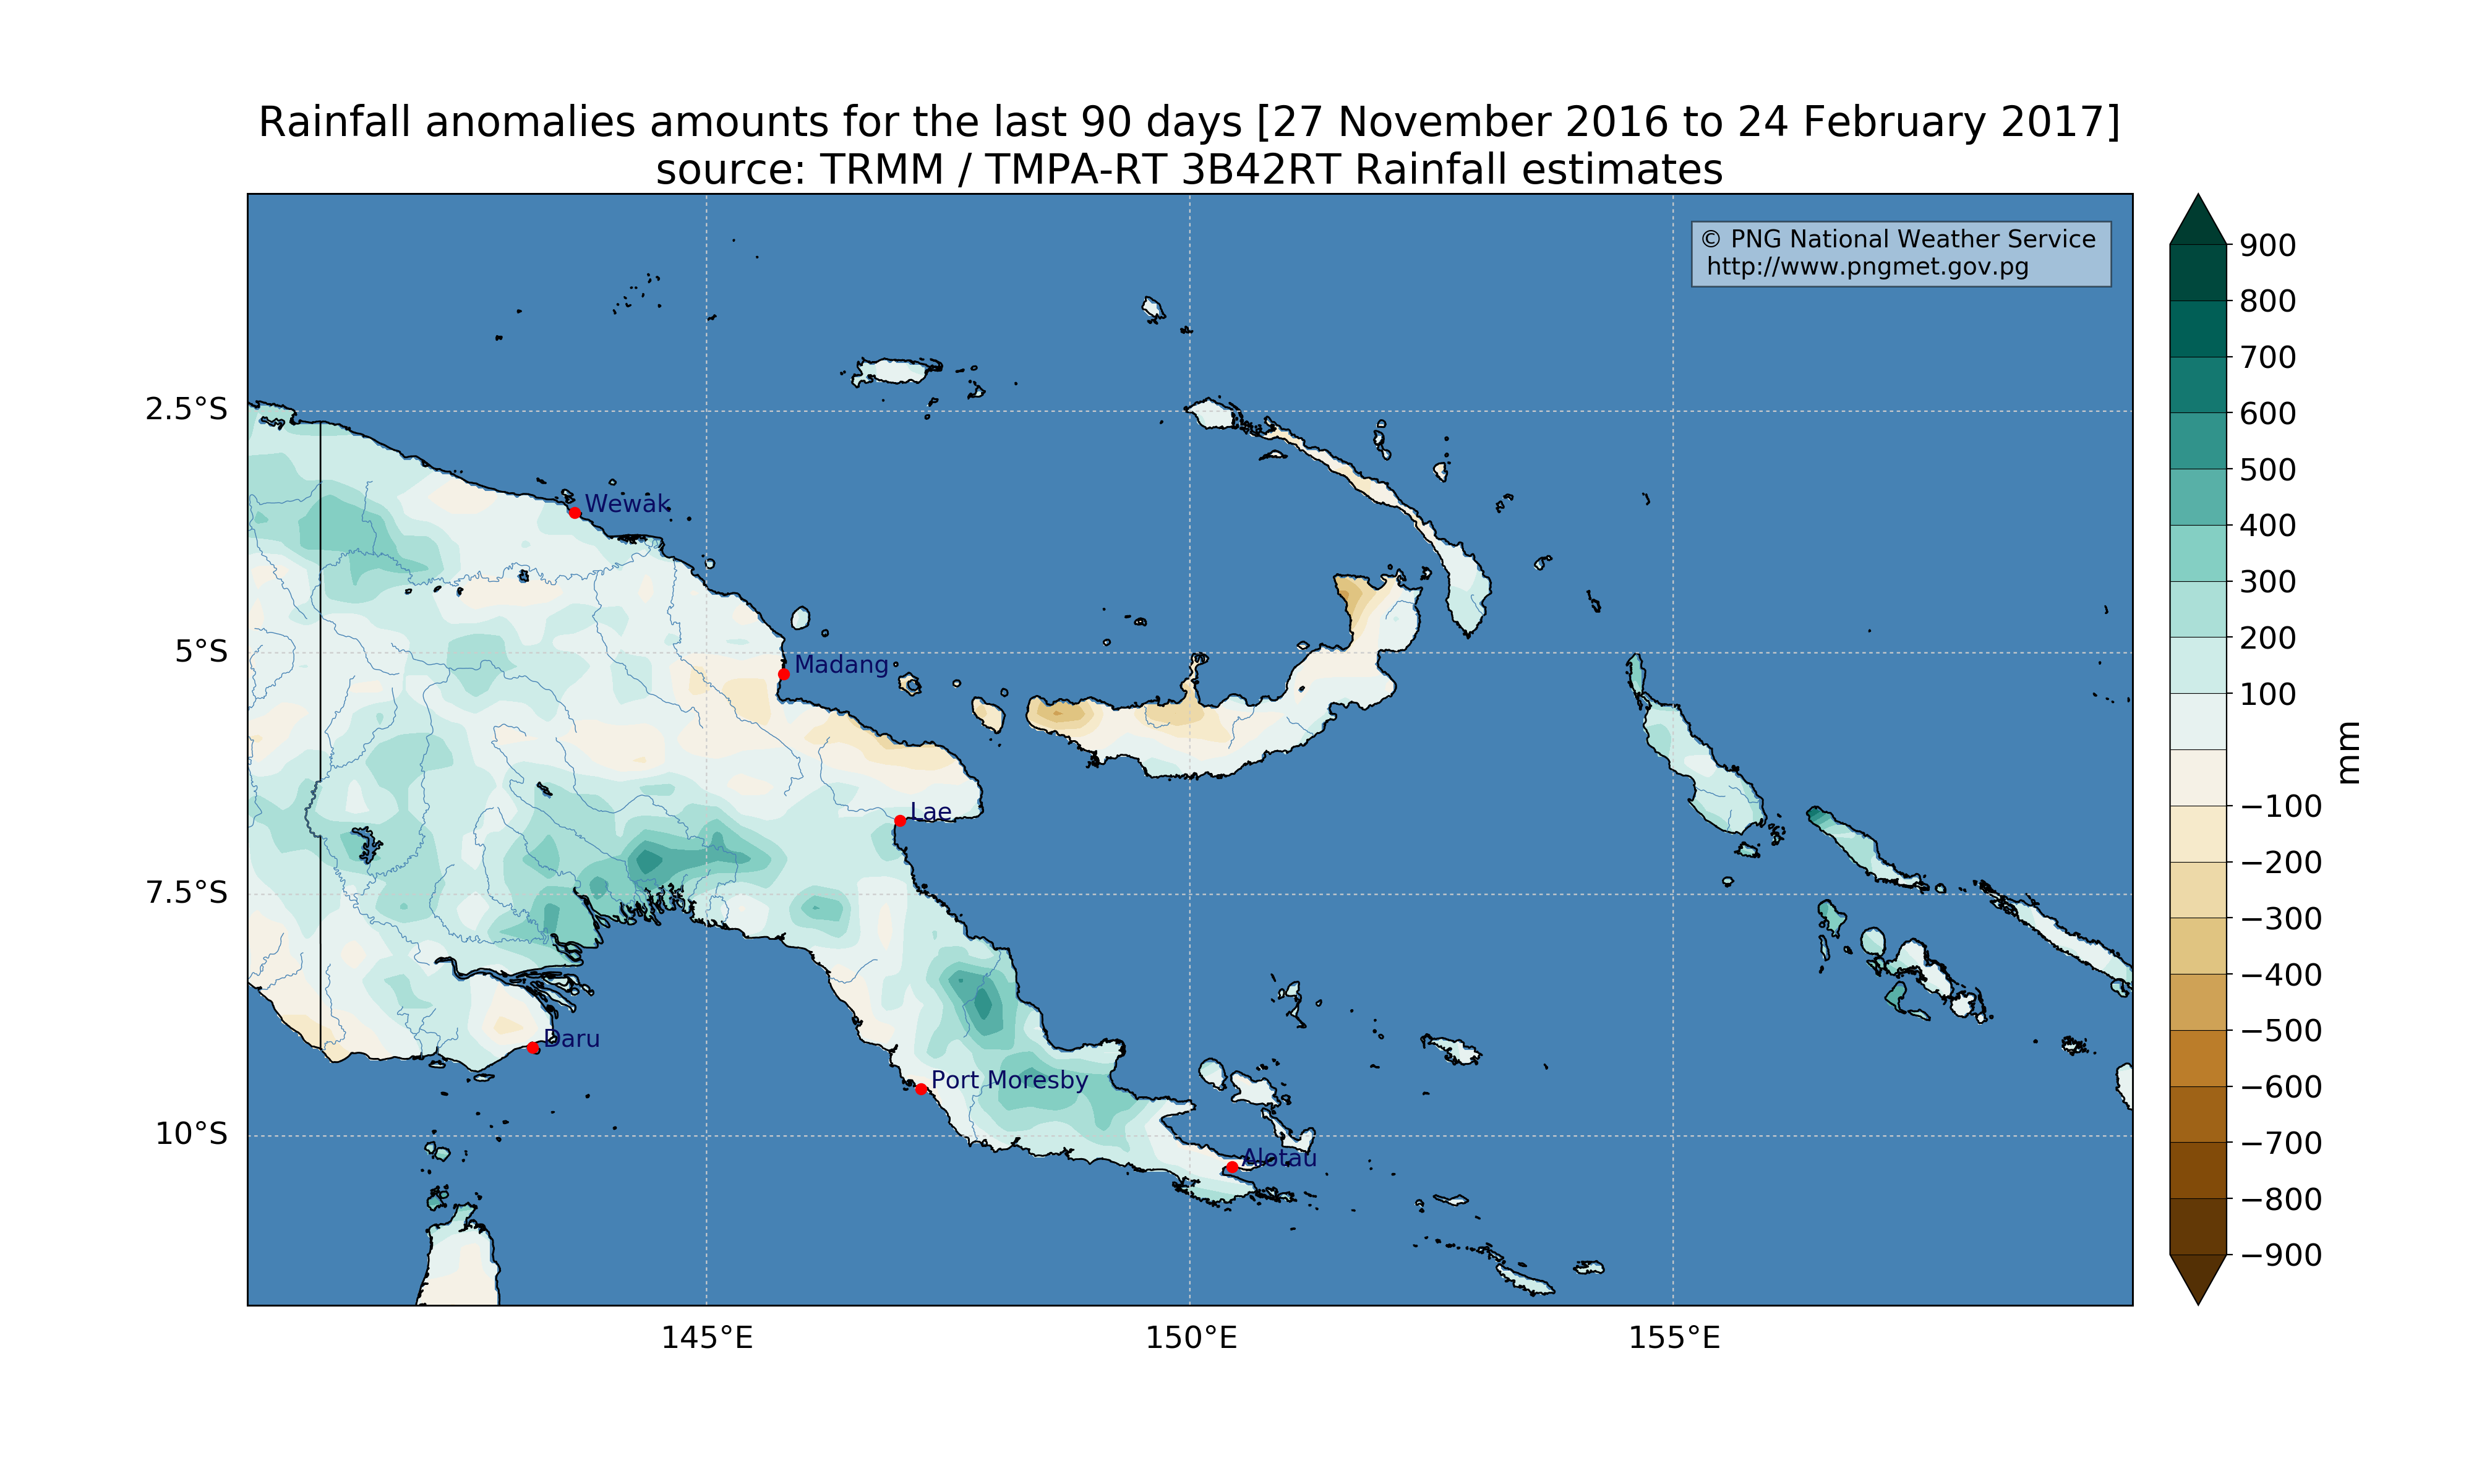 Rainfall anomalies amounts for the last 90 days [27 November 2016 to 24 February 2017]
source: TRMM / TMPA-RT 3B42RT Rainfall estimates
© PNG National Weather Service
http://www.pngmet.gov.pg
900
800
700
600
500
400
300
200
100
−100
−200
−300
−400
−500
−600
−700
−800
−900
mm
2.5°S
5°S
7.5°S
10°S
Wewak
Madang
Lae
Daru
Port Moresby
Alotau
145°E
150°E
155°E